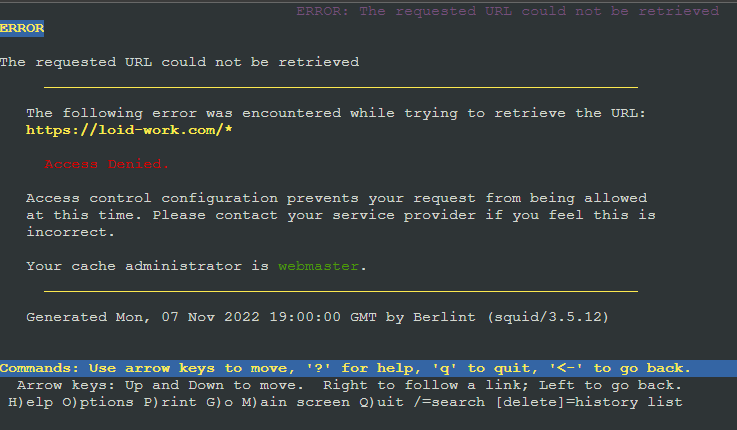 ERROR: The requested URL could not be retrieved
ERROR
The requested URL could not be retrieved
The following error was encountered while trying to retrieve the URL:
https://loid-work.com/*
Access Denied.
Access control configuration prevents your request from being allowed
at this time. Please contact your service provider if you feel this is
incorrect.
Your cache administrator is webmaster.
Generated Mon, 07 Nov 2022 19:00:00 GMT by Berlint (squid/3.5.12)
Commands: Use arrow keys to move, '?' for help, 'q' to quit, '<-' to go back.
Arrow keys: Up and Down to move.  Right to follow a link; Left to go back.
H)elp O)ptions P)rint G)o M)ain screen Q)uit /=search [delete]=history list